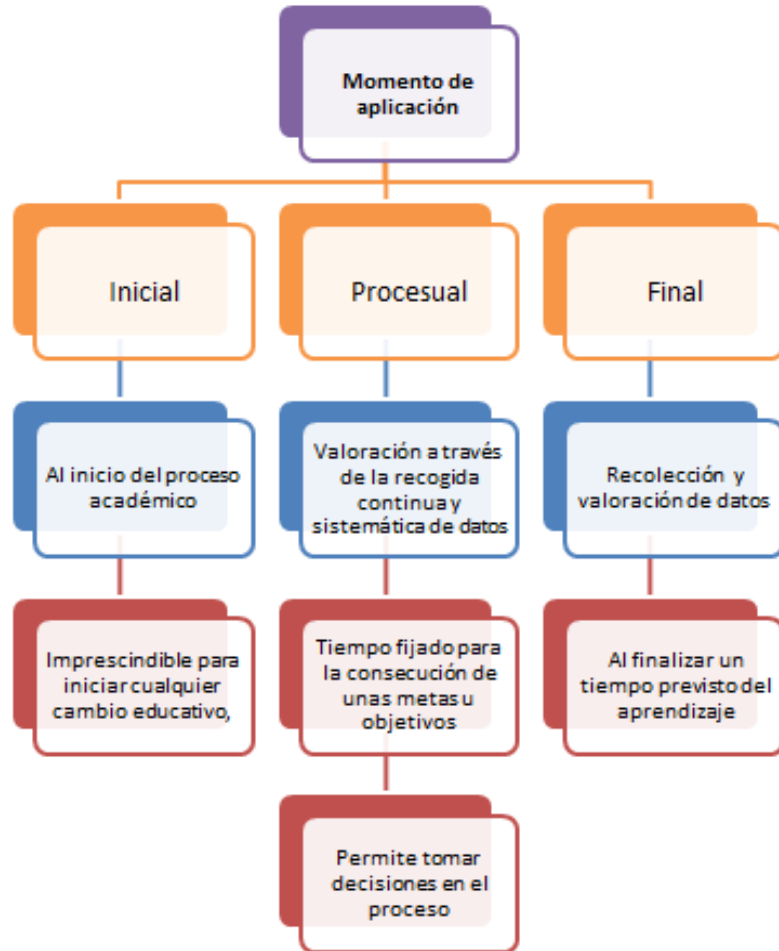 Momento de
aplicación
Inicial
Procesual
Final
Al inicio del proceso
académico
Valoración a través
de la recogida
continua y
sistemática de datos
Recolección y
valoración de datos
Imprescindible para
iniciar cualquier
cambio educativo,
Tiempo fijado para
la consecución de
unas metas u
objetivos
Al finalizar un
tiempo previsto del
aprendizaje
Permite tomar
decisiones en el
proceso